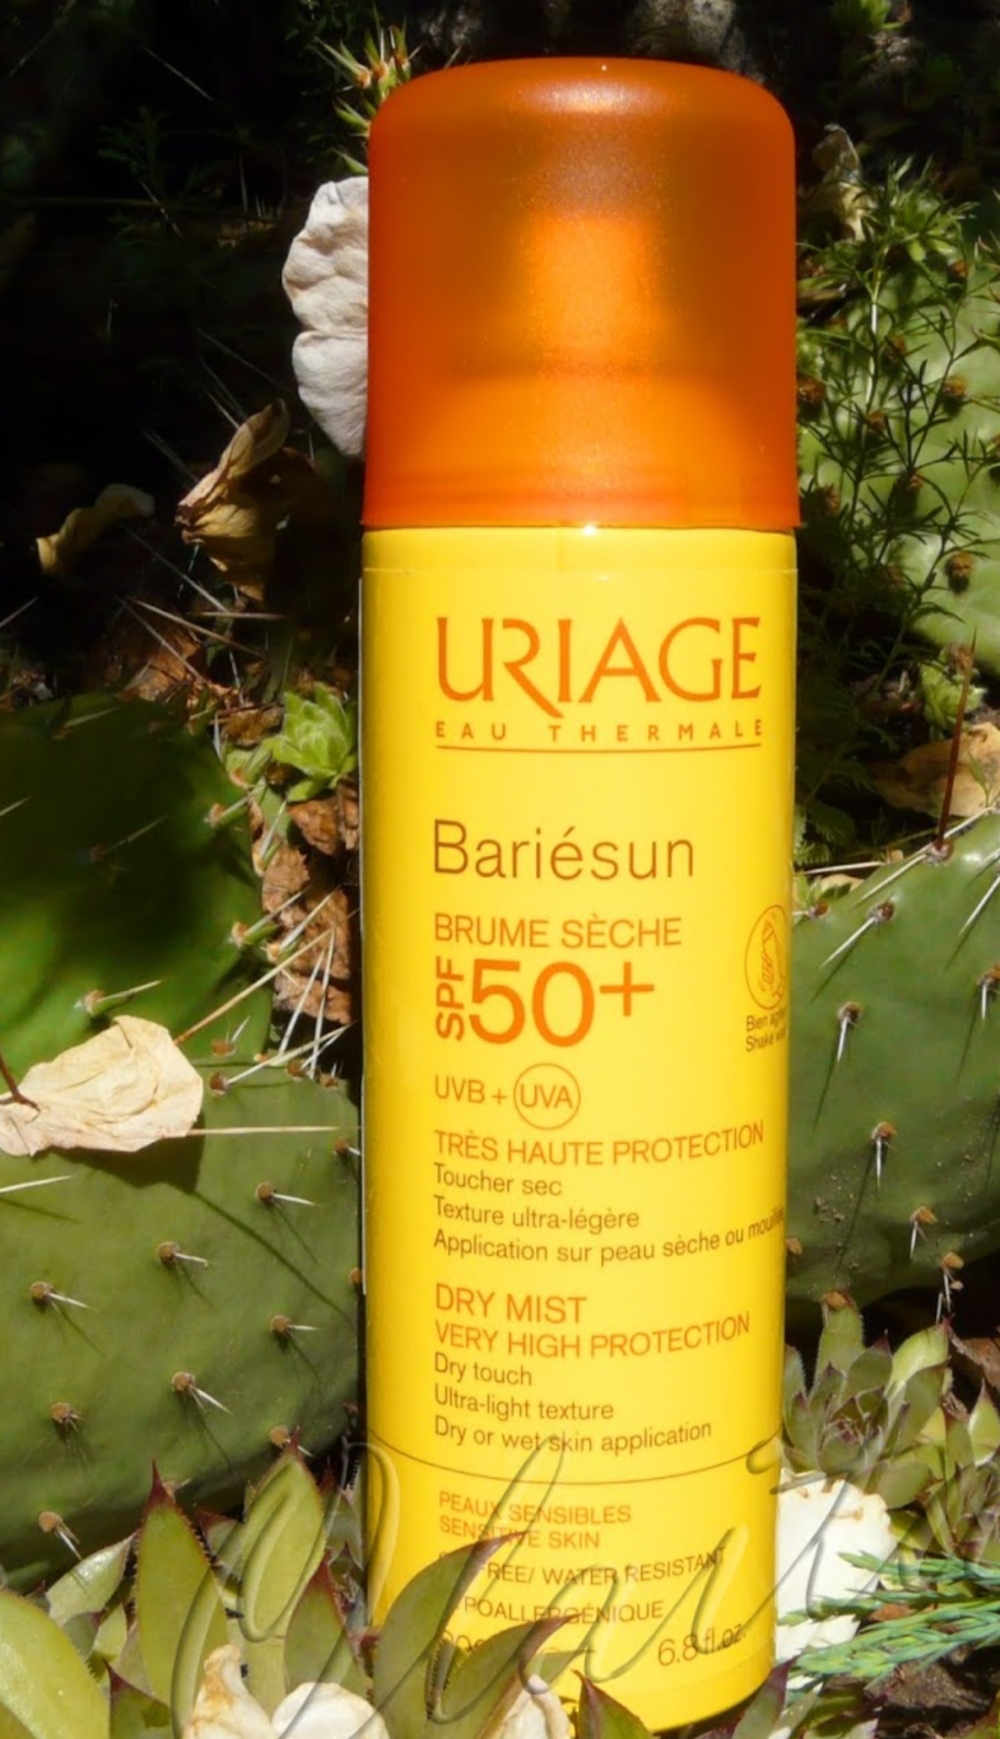 URIAGE
EAU THERMALE
Bariésun
BRUME SÈCHE
SPF 50+
Bien
Shake
UVB + UVA
TRÈS HAUTE PROTECTION
Toucher sec
Texture ultra-légère
Application sur peau sèche ou
DRY MIST
VERY HIGH PROTECTION
Dry touch
Ultra-light texture
Dry or wet skin application
PEAUX SENSIBLES
SENSITIVE SKIN
FREE/ WATER RESISTANT
6.8 fl.oz.